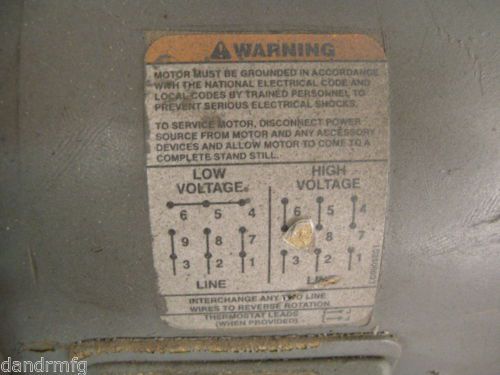 WARNING
MOTOR MUST BE GROUNDED IN ACCORDANCE
WITH THE NATIONAL ELECTRICAL CODE AND
LOCAL CODES BY TRAINED PERSONNEL TO
PREVENT SERIOUS ELECTRICAL SHOCKS.
TO SERVICE MOTOR, DISCONNECT POWER
SOURCE FROM MOTOR AND ANY ACCESSORY
DEVICES AND ALLOW MOTOR TO COME TO A
COMPLETE STAND STILL.
LOW HIGH
VOLTAGE VOLTAGE
6 5 4 6 5 4
9 8 7 8 7
3 2 1 3 2 1
LINE LINE
INTERCHANGE ANY TWO LINE
WIRES TO REVERSE ROTATION.
THERMOSTAT LEADS
(WHEN PROVIDED)
dandrmfg